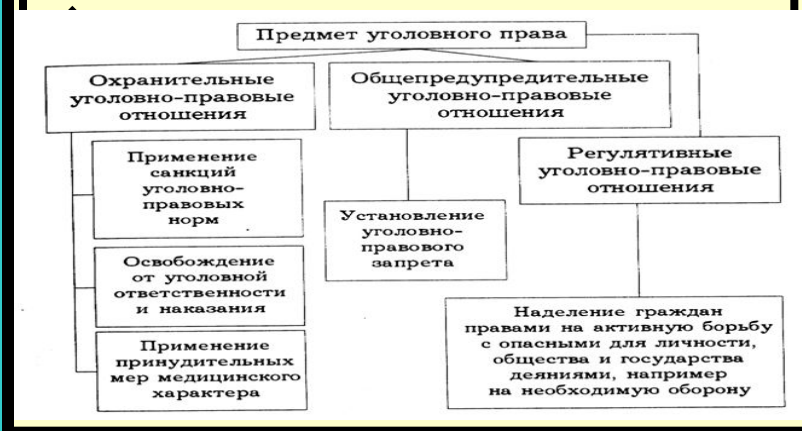 Предмет уголовного права
Охранительные
уголовно-правовые
отношения
Общепредупредительные
уголовно-правовые
отношения
Регулятивные
уголовно-правовые
отношения
Применение
санкций
уголовно-
правовых
норм
Освобождение
от уголовной
ответственности
и наказания
Применение
принудительных
мер медицинского
характера
Установление
уголовно-
правового
запрета
Наделение граждан
правами на активную борьбу
с опасными для личности,
общества и государства
деяниями, например
на необходимую оборону